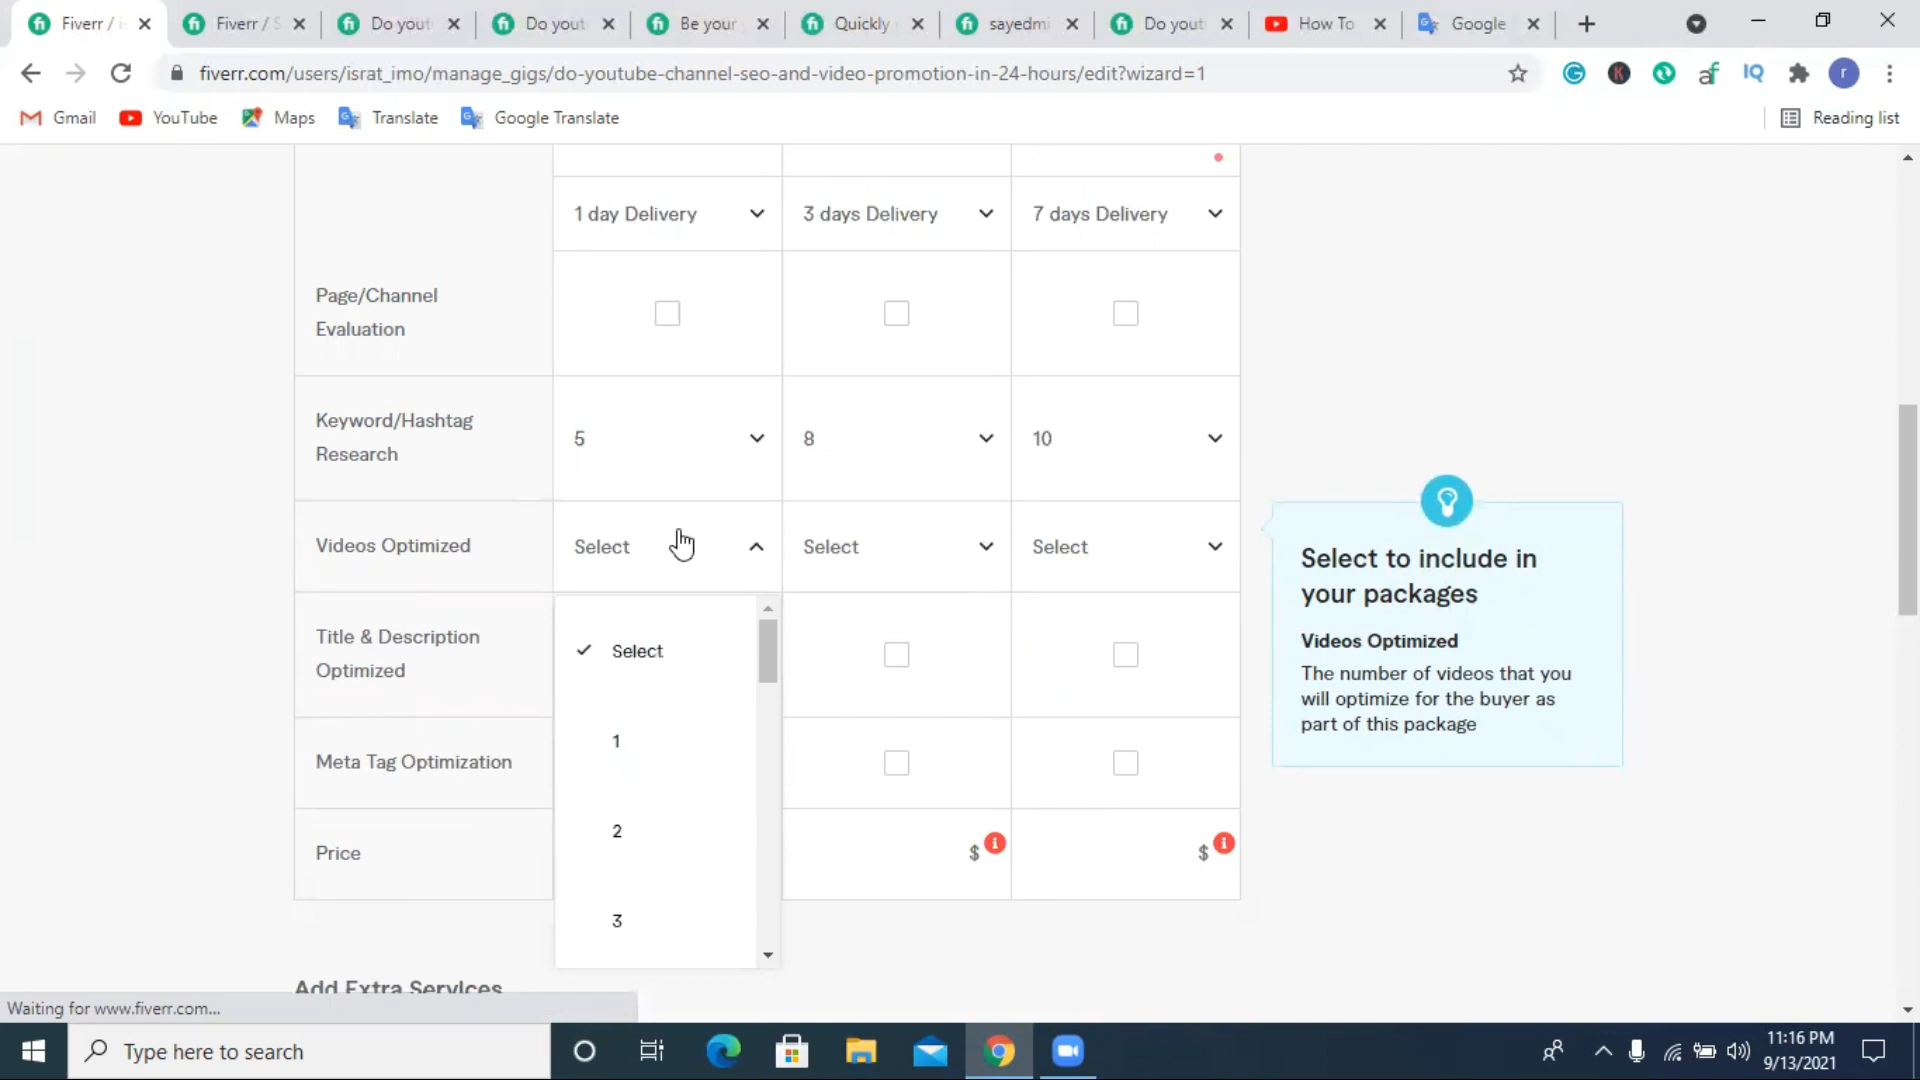 Fiverr / i
Fiverr / S
Do yout
Do yout
Be your
Quickly
sayedmi
Do yout
How To
Google
fiverr.com/users/israt_imo/manage_gigs/do-youtube-channel-seo-and-video-promotion-in-24-hours/edit?wizard=1
Gmail
YouTube
Maps
Translate
Google Translate
Reading list
1 day Delivery
3 days Delivery
7 days Delivery
Page/Channel
Evaluation
Keyword/Hashtag
Research
5
8
10
Videos Optimized
Select
Select
Select
Select to include in
your packages
Videos Optimized
The number of videos that you
will optimize for the buyer as
part of this package
Title & Description
Optimized
Select
1
Meta Tag Optimization
2
Price
$
$
3
Add Extra Services
Waiting for www.fiverr.com...
Type here to search
11:16 PM
9/13/2021